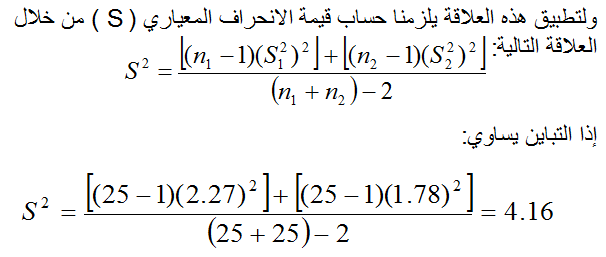 ولتطبيق هذه العلاقة يلزمنا حساب قيمة الانحراف المعياري ( S ) من خلال
العلاقة التالية:
S² = [(n₁ − 1)(S₁²)²] + [(n₂ − 1)(S₂²)²] / (n₁ + n₂) − 2
إذا التباين يساوي:
S² = [(25 − 1)(2.27)²] + [(25 − 1)(1.78)²] / (25 + 25) − 2 = 4.16